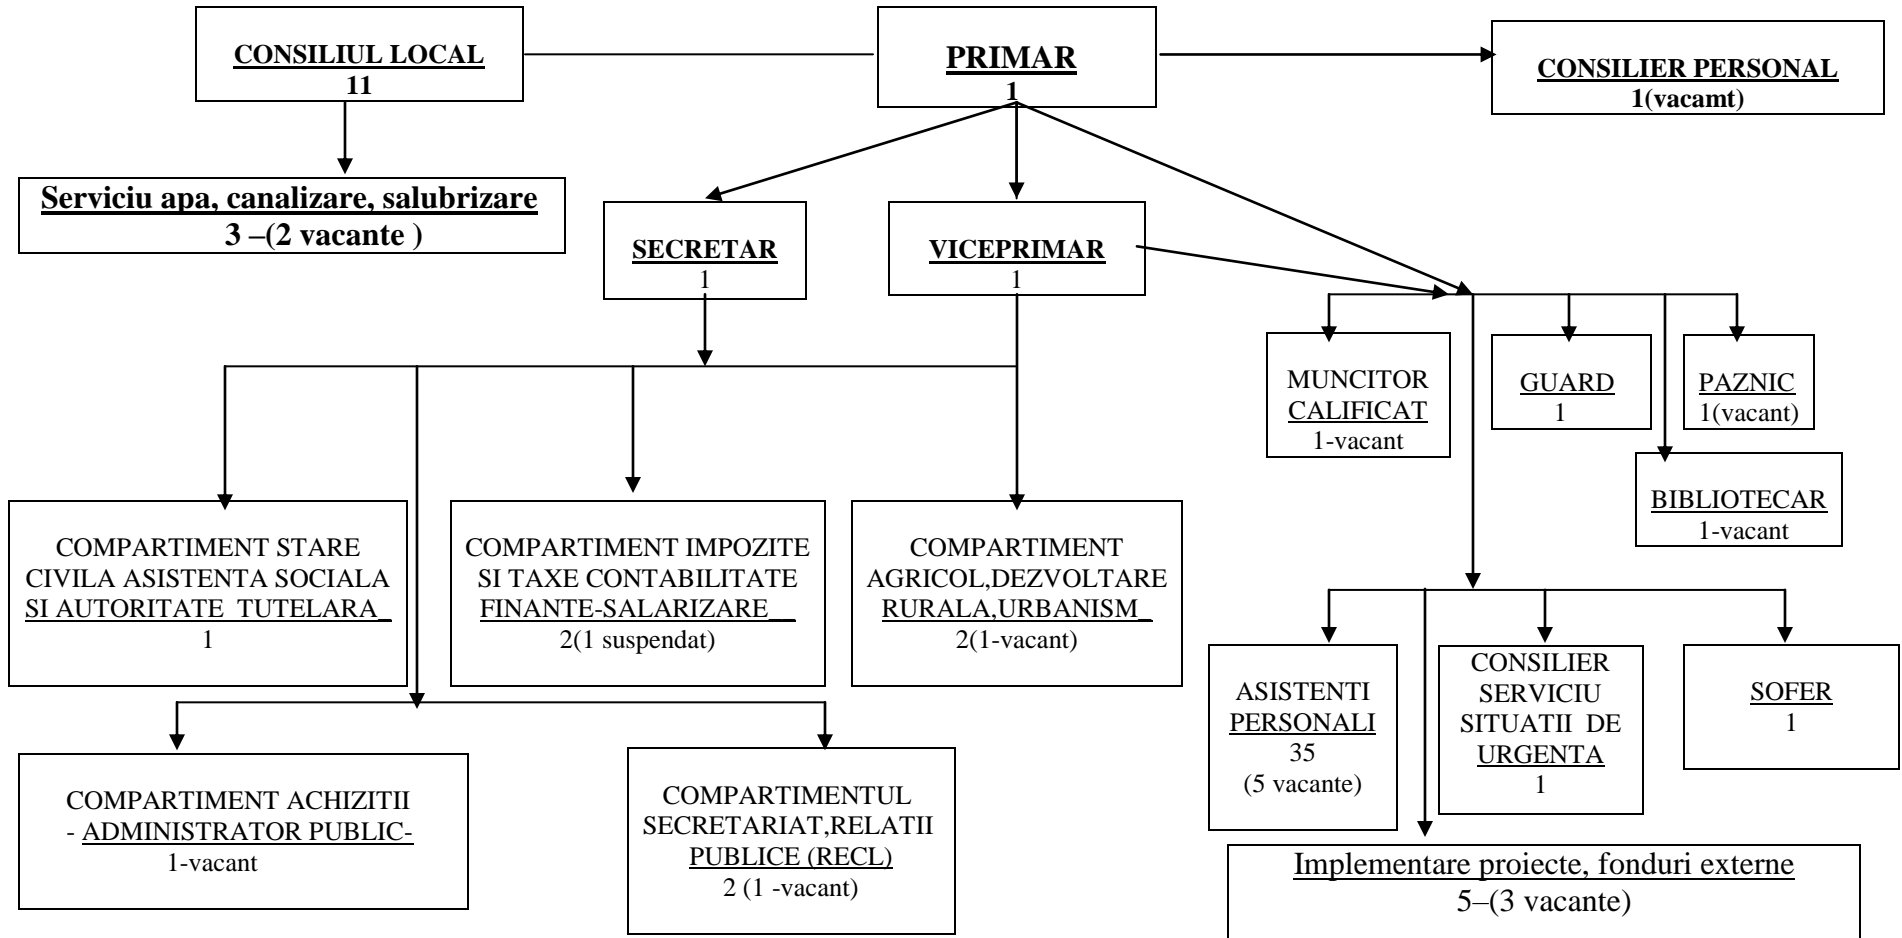 CONSILIUL LOCAL
11
PRIMAR
1
CONSILIER PERSONAL
1(vacamt)
Serviciu apa, canalizare, salubrizare
3 –(2 vacante )
SECRETAR
1
VICEPRIMAR
1
MUNCITOR
CALIFICAT
1-vacant
GUARD
1
PAZNIC
1(vacant)
BIBLIOTECAR
1-vacant
COMPARTIMENT STARE
CIVILA ASISTENTA SOCIALA
SI AUTORITATE TUTELARA_
1
COMPARTIMENT IMPOZITE
SI TAXE CONTABILITATE
FINANTE-SALARIZARE__
2(1 suspendat)
COMPARTIMENT
AGRICOL,DEZVOLTARE
RURALA,URBANISM_
2(1-vacant)
ASISTENTI
PERSONALI
35
(5 vacante)
CONSILIER
SERVICIU
SITUATII DE
URGENTA
1
SOFER
1
COMPARTIMENT ACHIZITII
- ADMINISTRATOR PUBLIC-
1-vacant
COMPARTIMENTUL
SECRETARIAT,RELATII
PUBLICE (RECL)
2 (1 -vacant)
Implementare proiecte, fonduri externe
5–(3 vacante)